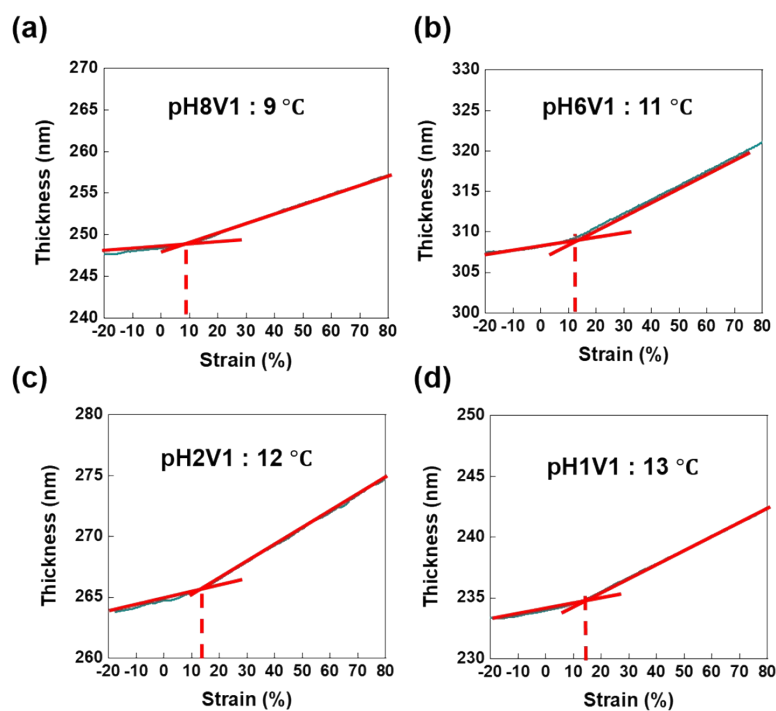 (a)
270
265
260
255
250
245
240
Thickness (nm)
pH8V1 : 9 °C
-20 -10 0 10 20 30 40 50 60 70 80
Strain (%)
(b)
330
325
320
315
310
305
300
Thickness (nm)
pH6V1 : 11 °C
-20 -10 0 10 20 30 40 50 60 70 80
Strain (%)
(c)
280
275
270
265
260
Thickness (nm)
pH2V1 : 12 °C
-20 -10 0 10 20 30 40 50 60 70 80
Strain (%)
(d)
250
245
240
235
230
Thickness (nm)
pH1V1 : 13 °C
-20 -10 0 10 20 30 40 50 60 70 80
Strain (%)